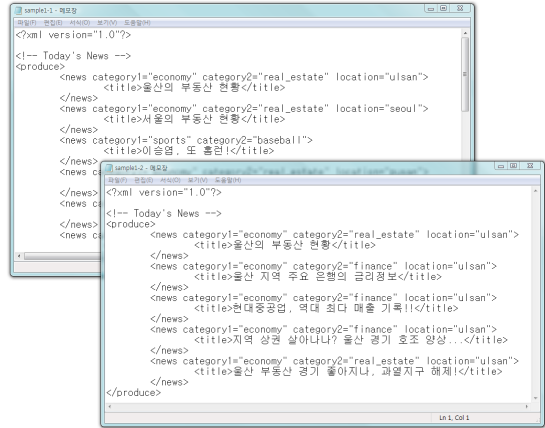 sample1-1 - 메모장
파일(F) 편집(E) 서식(O) 보기(V) 도움말(H)
<?xml version="1.0"?>
<!-- Today's News -->
<produce>
<news category1="economy" category2="real_estate" location="ulsan">
<title>울산의 부동산 현황</title>
</news>
<news category1="economy" category2="real_estate" location="seoul">
<title>서울의 부동산 현황</title>
</news>
<news category1="sports" category2="baseball">
<title>이승엽, 또 홈런!</title>
</news>
<news ca
</news>
<news ca
</news>
<news ca
sample1-2 - 메모장
파일(F) 편집(E) 서식(O) 보기(V) 도움말(H)
<?xml version="1.0"?>
<!-- Today's News -->
<produce>
<news category1="economy" category2="real_estate" location="ulsan">
<title>울산의 부동산 현황</title>
</news>
<news category1="economy" category2="finance" location="ulsan">
<title>울산 지역 주요 은행의 금리정보</title>
</news>
<news category1="economy" category2="finance" location="ulsan">
<title>현대중공업, 역대 최다 매출 기록!!</title>
</news>
<news category1="economy" category2="finance" location="ulsan">
<title>지역 상권 살아나나? 울산 경기 호조 양상...</title>
</news>
<news category1="economy" category2="real_estate" location="ulsan">
<title>울산 부동산 경기 좋아지나, 과열지구 해제!</title>
</news>
</produce>
Ln 1, Col 1